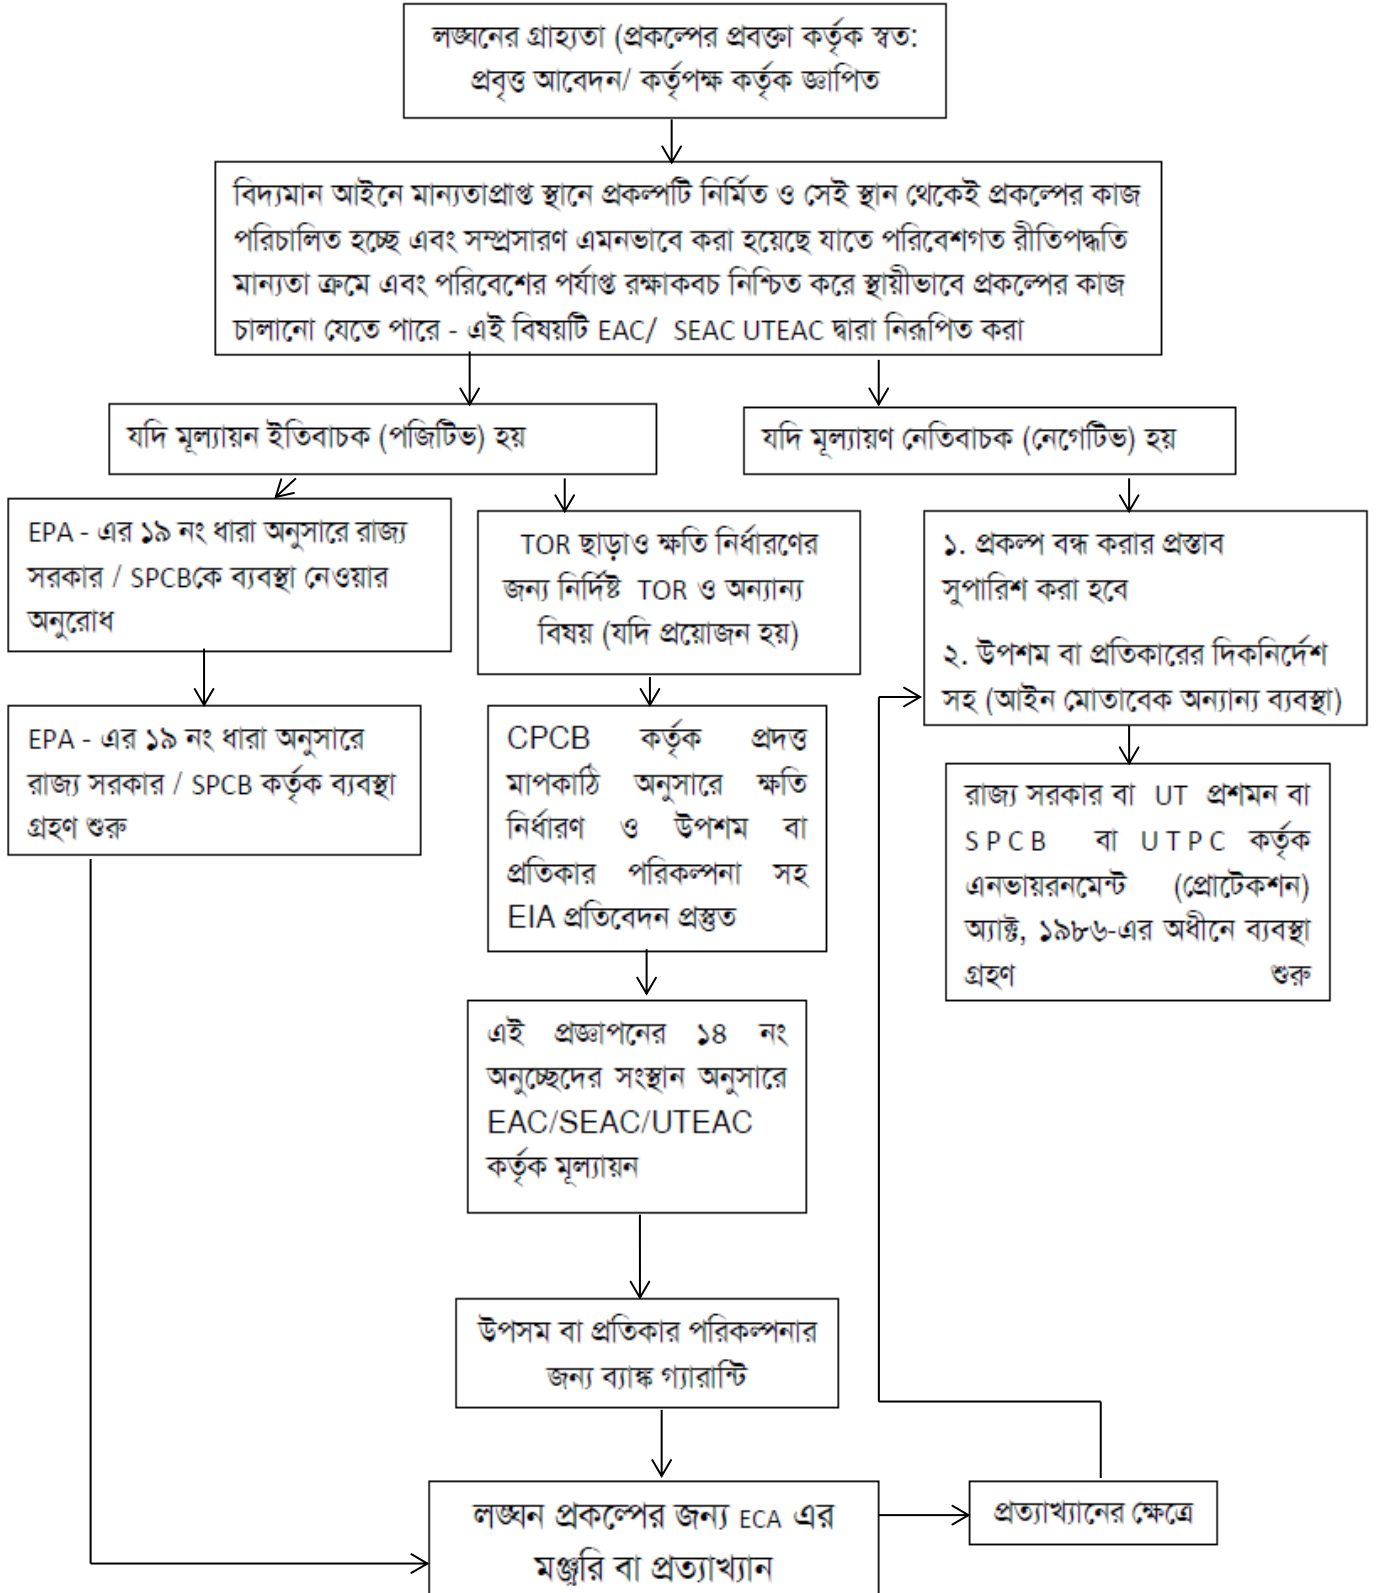 লঙ্ঘনের গ্রাহ্যতা (প্রকল্পের প্রবক্তা কর্তৃক স্বত:
প্রবৃত্ত আবেদন/ কর্তৃপক্ষ কর্তৃক জ্ঞাপিত
বিদ্যমান আইনে মান্যতাপ্রাপ্ত স্থানে প্রকল্পটি নির্মিত ও সেই স্থান থেকেই প্রকল্পের কাজ
পরিচালিত হচ্ছে এবং সম্প্রসারণ এমনভাবে করা হয়েছে যাতে পরিবেশগত রীতিপদ্ধতি
মান্যতা ক্রমে এবং পরিবেশের পর্যাপ্ত রক্ষাকবচ নিশ্চিত করে স্থায়ীভাবে প্রকল্পের কাজ
চালানো যেতে পারে - এই বিষয়টি EAC/ SEAC UTEAC দ্বারা নিরূপিত করা
যদি মূল্যায়ন ইতিবাচক (পজিটিভ) হয়
যদি মূল্যায়ণ নেতিবাচক (নেগেটিভ) হয়
EPA - এর ১৯ নং ধারা অনুসারে রাজ্য
সরকার / SPCBকে ব্যবস্থা নেওয়ার
অনুরোধ
TOR ছাড়াও ক্ষতি নির্ধারণের
জন্য নির্দিষ্ট TOR ও অন্যান্য
বিষয় (যদি প্রয়োজন হয়)
১. প্রকল্প বন্ধ করার প্রস্তাব
সুপারিশ করা হবে
২. উপশম বা প্রতিকারের দিকনির্দেশ
সহ (আইন মোতাবেক অন্যান্য ব্যবস্থা)
EPA - এর ১৯ নং ধারা অনুসারে
রাজ্য সরকার / SPCB কর্তৃক ব্যবস্থা
গ্রহণ শুরু
CPCB কর্তৃক প্রদত্ত
মাপকাঠি অনুসারে ক্ষতি
নির্ধারণ ও উপশম বা
প্রতিকার পরিকল্পনা সহ
EIA প্রতিবেদন প্রস্তুত
রাজ্য সরকার বা UT প্রশমন বা
SPCB বা UTPC কর্তৃক
এনভায়রনমেন্ট (প্রোটেকশন)
অ্যাক্ট, ১৯৮৬-এর অধীনে ব্যবস্থা
গ্রহণ শুরু
এই প্রজ্ঞাপনের ১৪ নং
অনুচ্ছেদের সংস্থান অনুসারে
EAC/SEAC/UTEAC
কর্তৃক মূল্যায়ন
উপসম বা প্রতিকার পরিকল্পনার
জন্য ব্যাঙ্ক গ্যারান্টি
লঙ্ঘন প্রকল্পের জন্য ECA এর
মঞ্জুরি বা প্রত্যাখ্যান
প্রত্যাখ্যানের ক্ষেত্রে